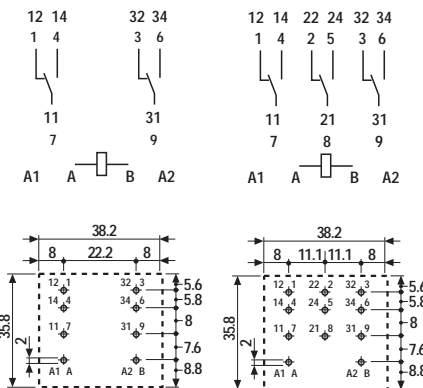 12 14 32 34
1 4 3 6
11 31
7 9
A1 A B A2
12 14 22 24 32 34
1 4 2 5 3 6
11 21 31
7 8 9
A1 A B A2
38.2
8 22.2 8
12 1 32 3
14 4 34 6
11 7 31 9
A1 A A2 B
35.8
2
5.6
5.8
8
7.6
8.8
38.2
8 11.1 11.1 8
12 1 22 2 32 3
14 4 24 5 34 6
11 7 21 8 31 9
A1 A A2 B
35.8
2
5.6
5.8
8
7.6
8.8